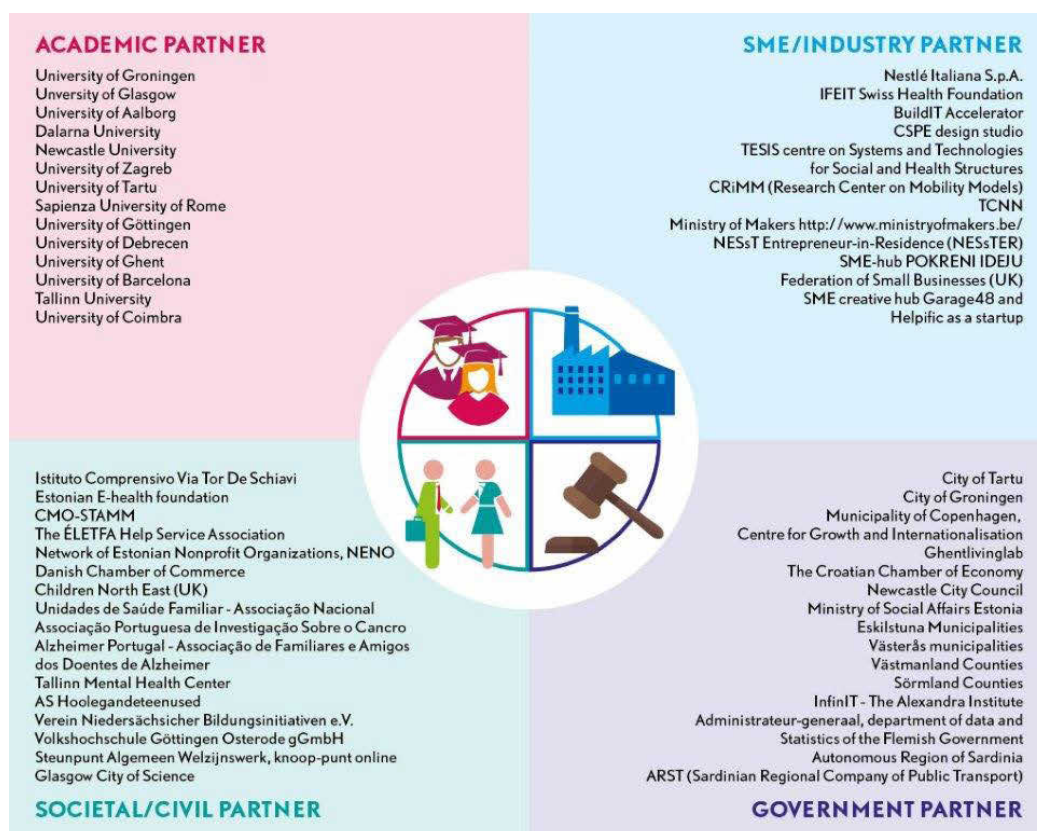 ACADEMIC PARTNER
University of Groningen
Unversity of Glasgow
University of Aalborg
Dalarna University
Newcastle University
University of Zagreb
University of Tartu
Sapienza University of Rome
University of Göttingen
University of Debrecen
University of Ghent
University of Barcelona
Tallinn University
University of Coimbra
SME/INDUSTRY PARTNER
Nestlé Italiana S.p.A.
IFEIT Swiss Health Foundation
BuildIT Accelerator
CSPE design studio
TESIS centre on Systems and Technologies
for Social and Health Structures
CRiMM (Research Center on Mobility Models)
TCNN
Ministry of Makers http://www.ministryofmakers.be/
NESsT Entrepreneur-in-Residence (NESsTER)
SME-hub POKRENI IDEJU
Federation of Small Businesses (UK)
SME creative hub Garage48 and
Helpific as a startup
Istituto Comprensivo Via Tor De Schiavi
Estonian E-health foundation
CMO-STAMM
The ÉLETFA Help Service Association
Network of Estonian Nonprofit Organizations, NENO
Danish Chamber of Commerce
Children North East (UK)
Unidades de Saúde Familiar - Associação Nacional
Associação Portuguesa de Investigação Sobre o Cancro
Alzheimer Portugal - Associação de Familiares e Amigos
dos Doentes de Alzheimer
Tallinn Mental Health Center
AS Hoolegandeteenused
Verein Niedersächsicher Bildungsinitiativen e.V.
Volkshochschule Göttingen Osterode gGmbH
Steunpunt Algemeen Welzijnswerk, knoop-punt online
Glasgow City of Science
SOCIETAL/CIVIL PARTNER
City of Tartu
City of Groningen
Municipality of Copenhagen,
Centre for Growth and Internationalisation
Ghentlivinglab
The Croatian Chamber of Economy
Newcastle City Council
Ministry of Social Affairs Estonia
Eskilstuna Municipalities
Västerås municipalities
Västmanland Counties
Sörmland Counties
InfinIT - The Alexandra Institute
Administrateur-generaal, department of data and
Statistics of the Flemish Government
Autonomous Region of Sardinia
ARST (Sardinian Regional Company of Public Transport)
GOVERNMENT PARTNER